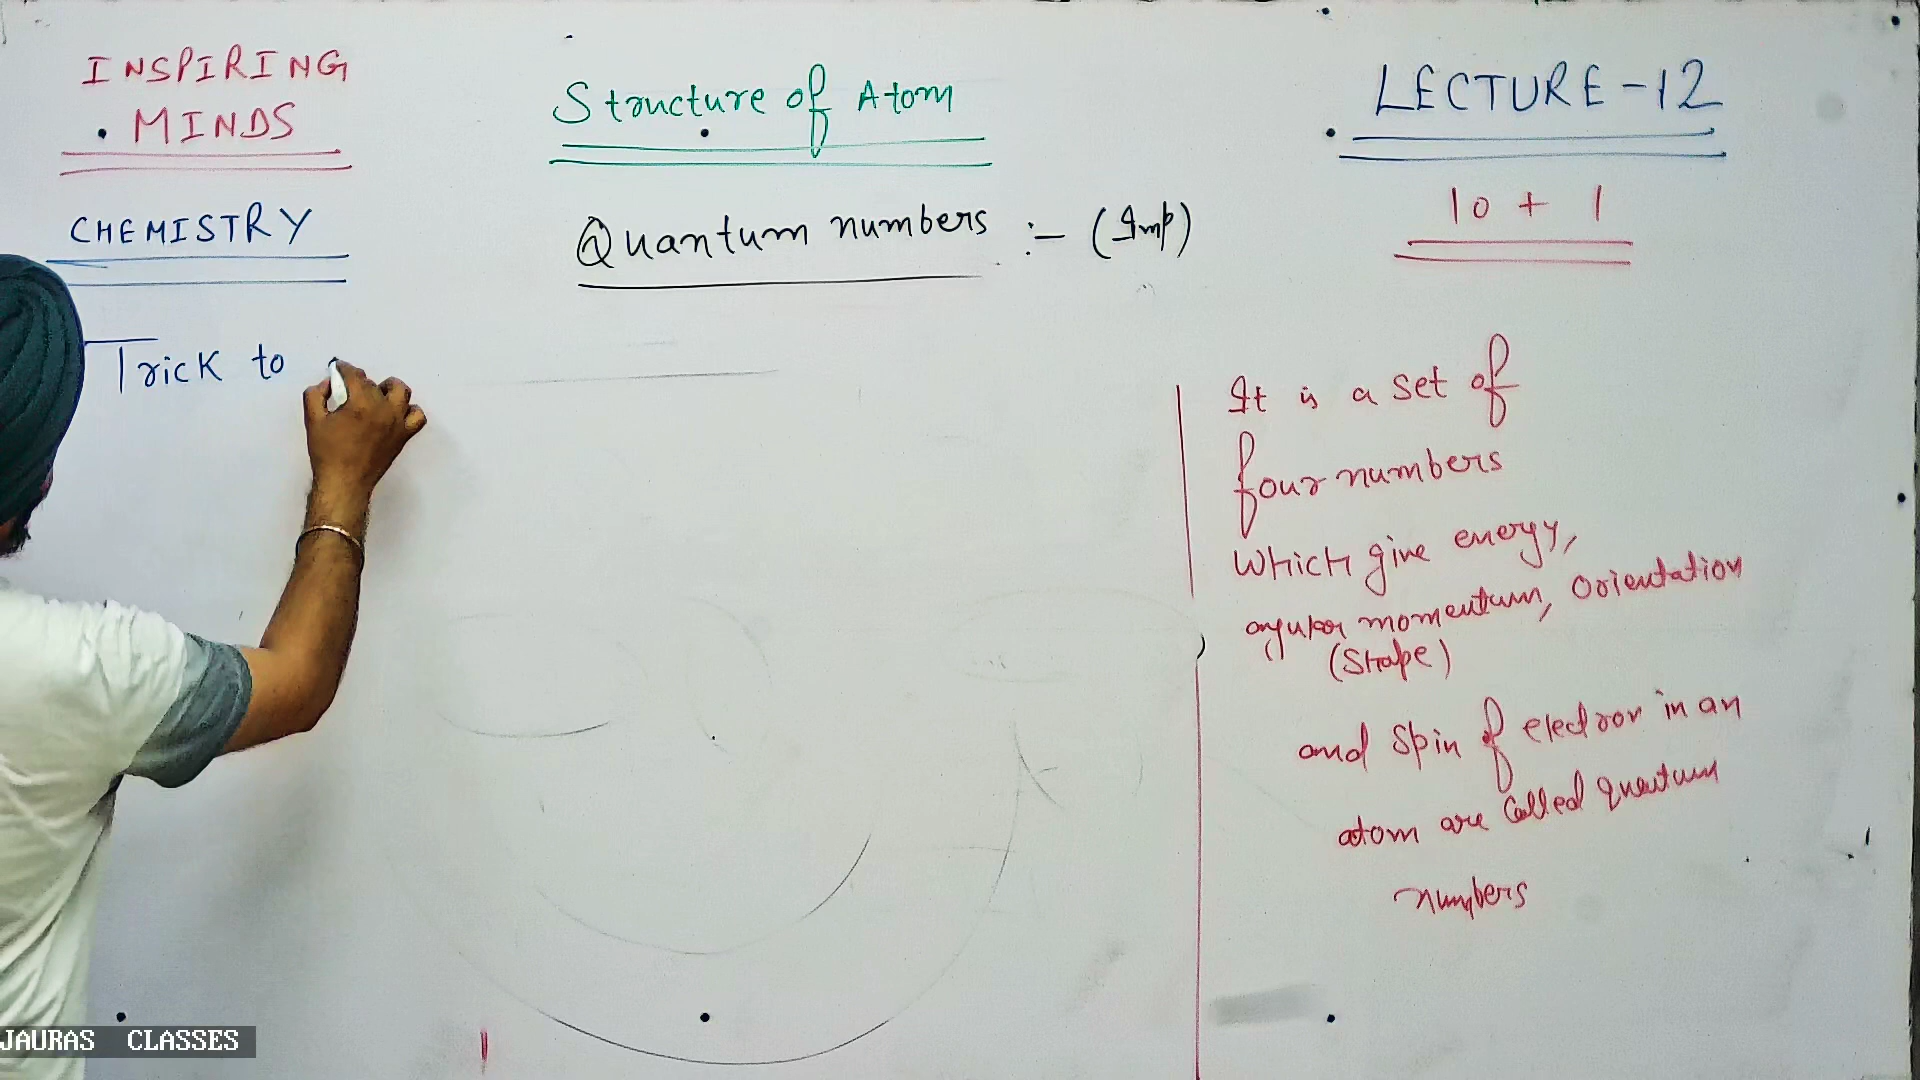 INSPIRING
MINDS
CHEMISTRY
Structure of Atom
Quantum numbers :- (Imp)
LECTURE-12
10 + 1
Trick to
It is a set of
four numbers
Which give energy,
angular momentum, orientation
(Shape)
and spin of electron in an
atom are called quantum
numbers
JAURAS CLASSES